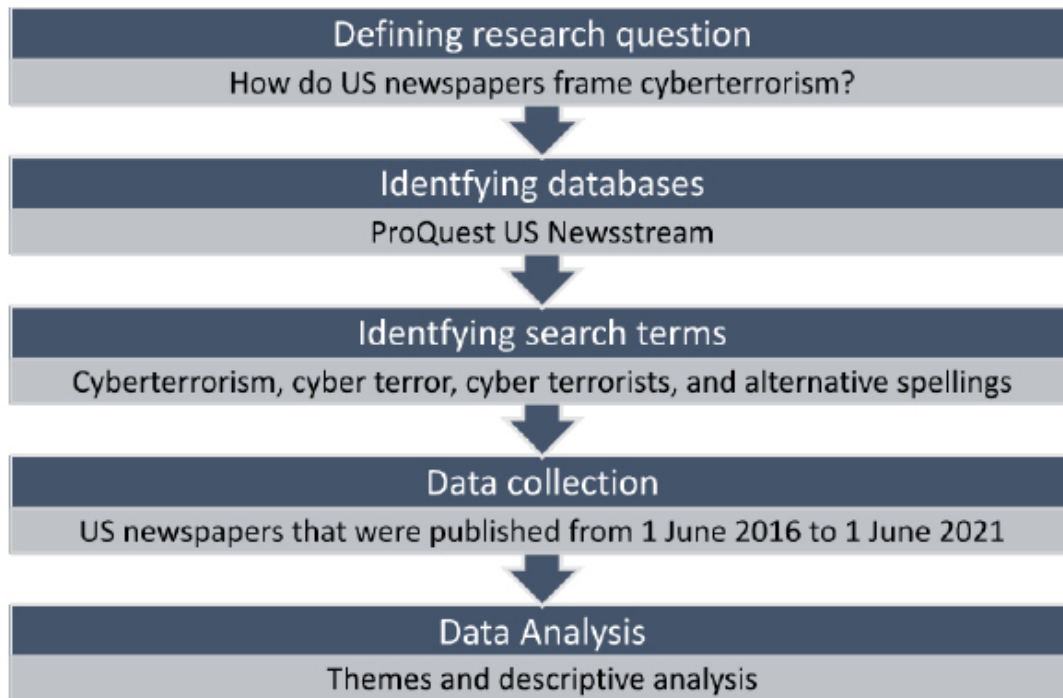 Defining research question
How do US newspapers frame cyberterrorism?
Identfying databases
ProQuest US Newsstream
Identfying search terms
Cyberterrorism, cyber terror, cyber terrorists, and alternative spellings
Data collection
US newspapers that were published from 1 June 2016 to 1 June 2021
Data Analysis
Themes and descriptive analysis